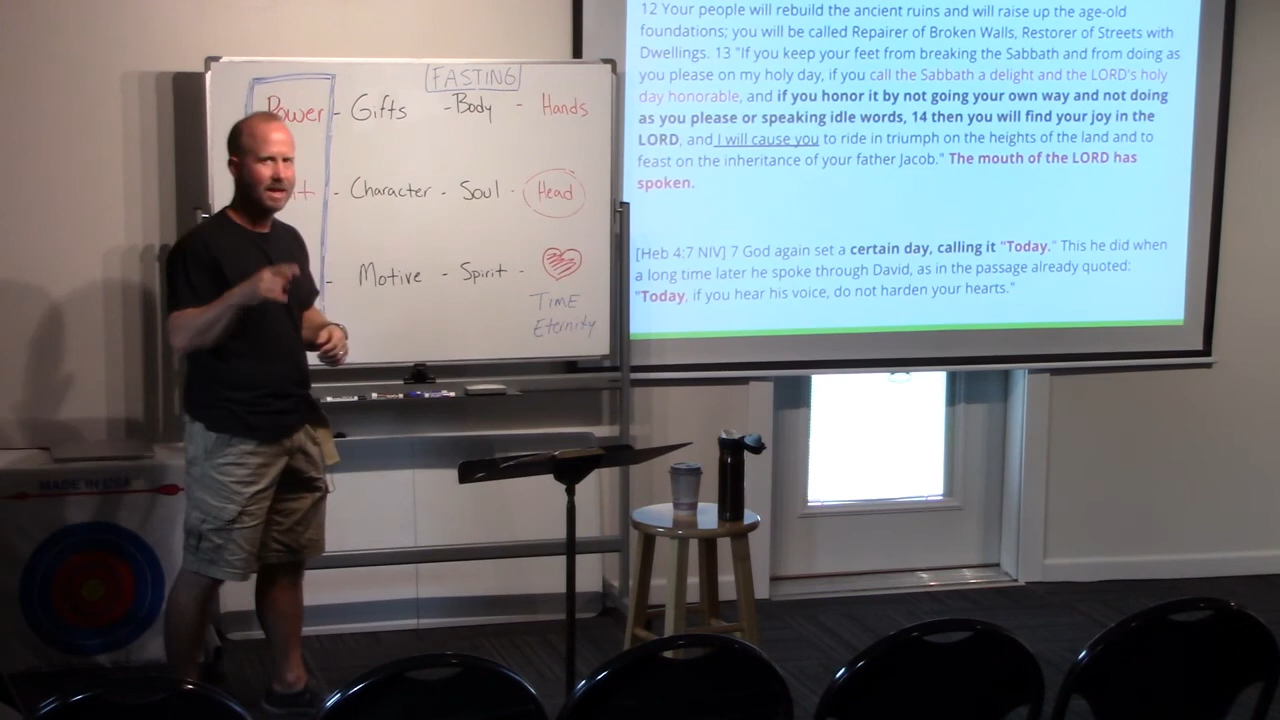 FASTING
Power - Gifts - Body - Hands
- Character - Soul - Head
- Motive - Spirit -
TIME
Eternity
12 Your people will rebuild the ancient ruins and will raise up the age-old
foundations; you will be called Repairer of Broken Walls, Restorer of Streets with
Dwellings. 13 "If you keep your feet from breaking the Sabbath and from doing as
you please on my holy day, if you call the Sabbath a delight and the LORD's holy
day honorable, and if you honor it by not going your own way and not doing
as you please or speaking idle words, 14 then you will find your joy in the
LORD, and I will cause you to ride in triumph on the heights of the land and to
feast on the inheritance of your father Jacob." The mouth of the LORD has
spoken.
[Heb 4:7 NIV] 7 God again set a certain day, calling it "Today." This he did when
a long time later he spoke through David, as in the passage already quoted:
"Today, if you hear his voice, do not harden your hearts."
MADE IN USA